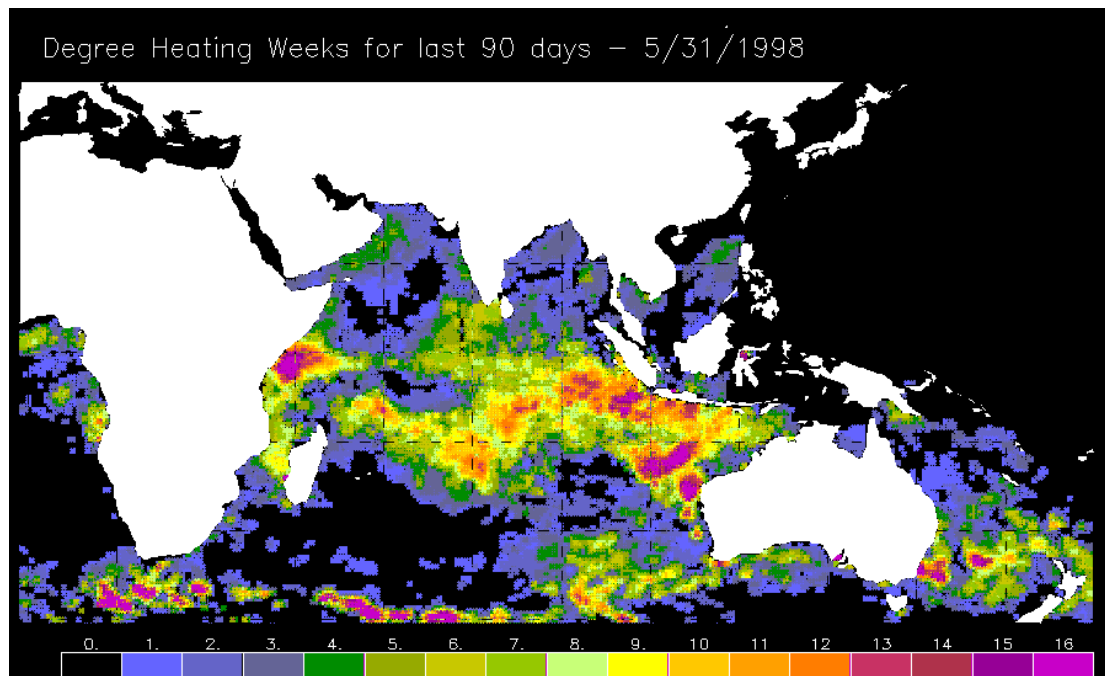 Degree Heating Weeks for last 90 days – 5/31/1998
0. 1. 2. 3. 4. 5. 6. 7. 8. 9. 10 11 12 13 14 15 16